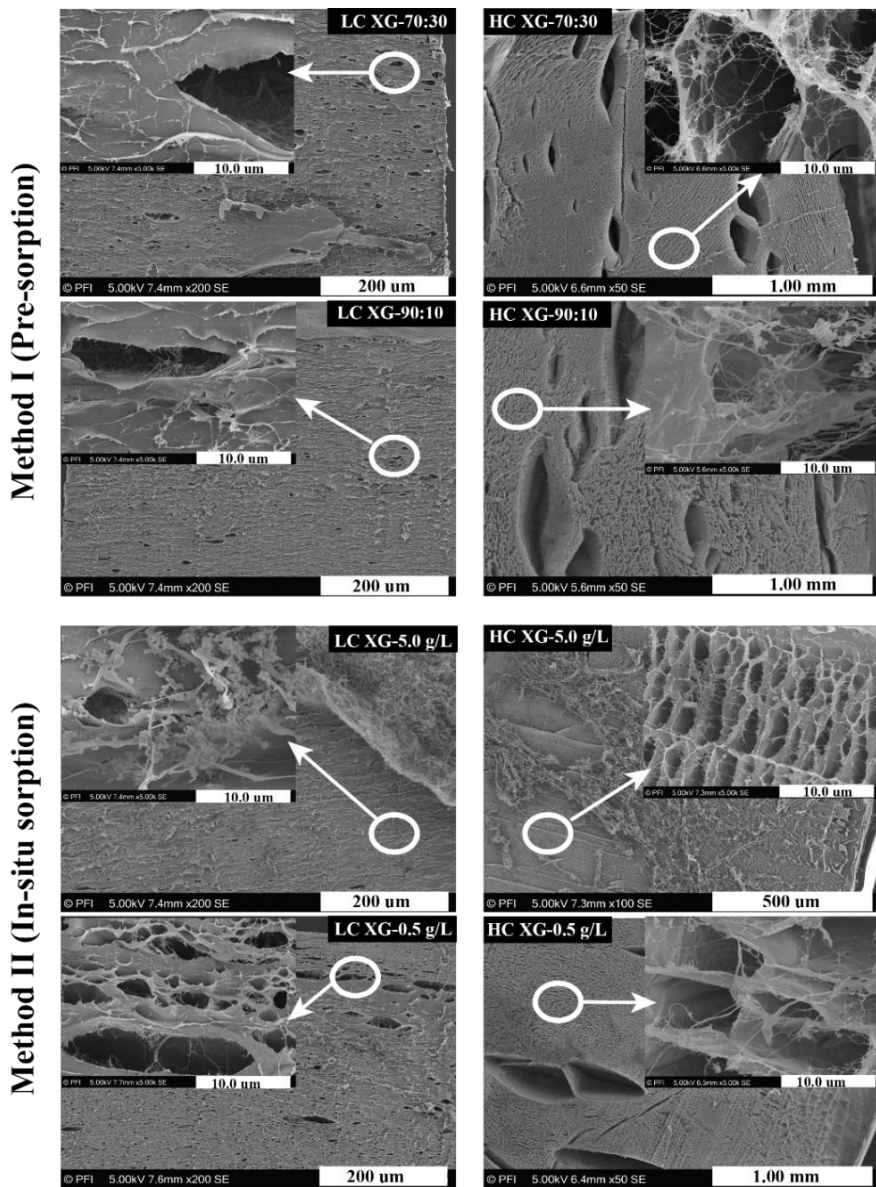 Method I (Pre-sorption)
LC XG-70:30
© PFI 5.00kV 7.4mm x5.00k SE
10.0 um
© PFI 5.00kV 7.4mm x200 SE
200 um
HC XG-70:30
© PFI 5.00kV 6.6mm x5.00k SE
10.0 um
© PFI 5.00kV 6.6mm x50 SE
1.00 mm
LC XG-90:10
© PFI 5.00kV 7.4mm x5.00k SE
10.0 um
© PFI 5.00kV 7.4mm x200 SE
200 um
HC XG-90:10
© PFI 5.00kV 5.6mm x5.00k SE
10.0 um
© PFI 5.00kV 5.6mm x50 SE
1.00 mm
Method II (In-situ sorption)
LC XG-5.0 g/L
© PFI 5.00kV 7.4mm x5.00k SE
10.0 um
© PFI 5.00kV 7.4mm x200 SE
200 um
HC XG-5.0 g/L
© PFI 5.00kV 7.3mm x5.00k SE
10.0 um
© PFI 5.00kV 7.3mm x100 SE
500 um
LC XG-0.5 g/L
© PFI 5.00kV 7.7mm x5.00k SE
10.0 um
© PFI 5.00kV 7.6mm x200 SE
200 um
HC XG-0.5 g/L
© PFI 5.00kV 6.5mm x5.00k SE
10.0 um
© PFI 5.00kV 6.4mm x50 SE
1.00 mm